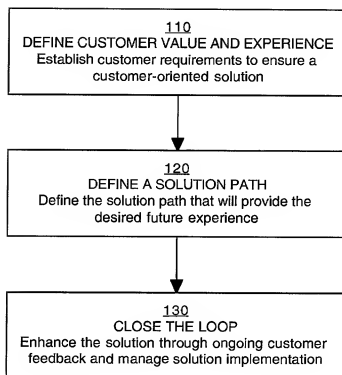 110
DEFINE CUSTOMER VALUE AND EXPERIENCE
Establish customer requirements to ensure a
customer-oriented solution
120
DEFINE A SOLUTION PATH
Define the solution path that will provide the
desired future experience
130
CLOSE THE LOOP
Enhance the solution through ongoing customer
feedback and manage solution implementation